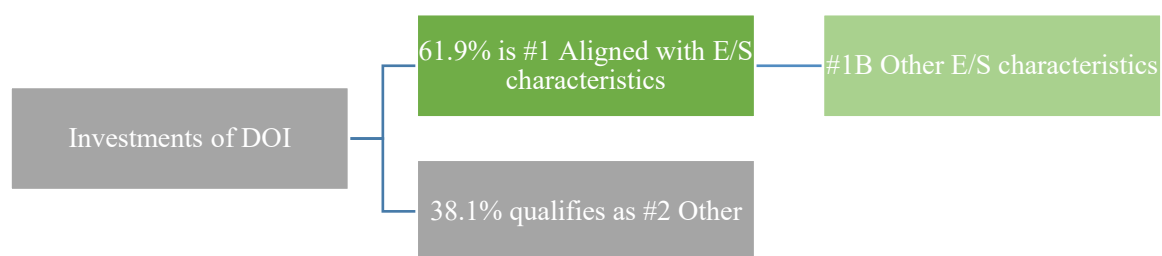 Investments of DOI
61.9% is #1 Aligned with E/S
characteristics
#1B Other E/S characteristics
38.1% qualifies as #2 Other